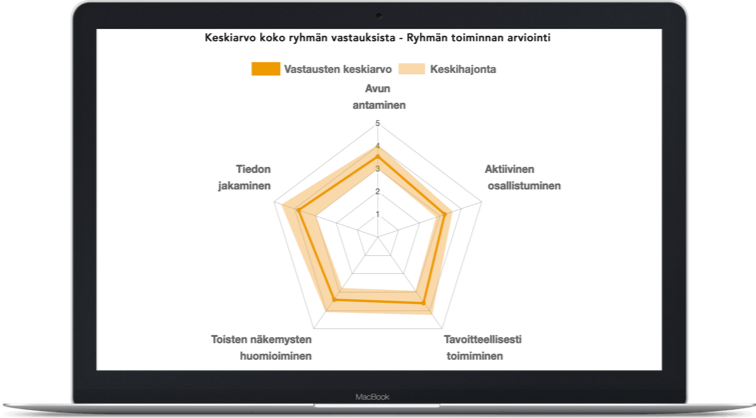 Keskiarvo koko ryhmän vastauksista - Ryhmän toiminnan arviointi
Vastausten keskiarvo
Keskihajonta
Avun
antaminen
5
4
3
2
1
Aktiivinen
osallistuminen
Tiedon
jakaminen
Toisten näkemysten
huomioiminen
Tavoitteellisesti
toimiminen
MacBook